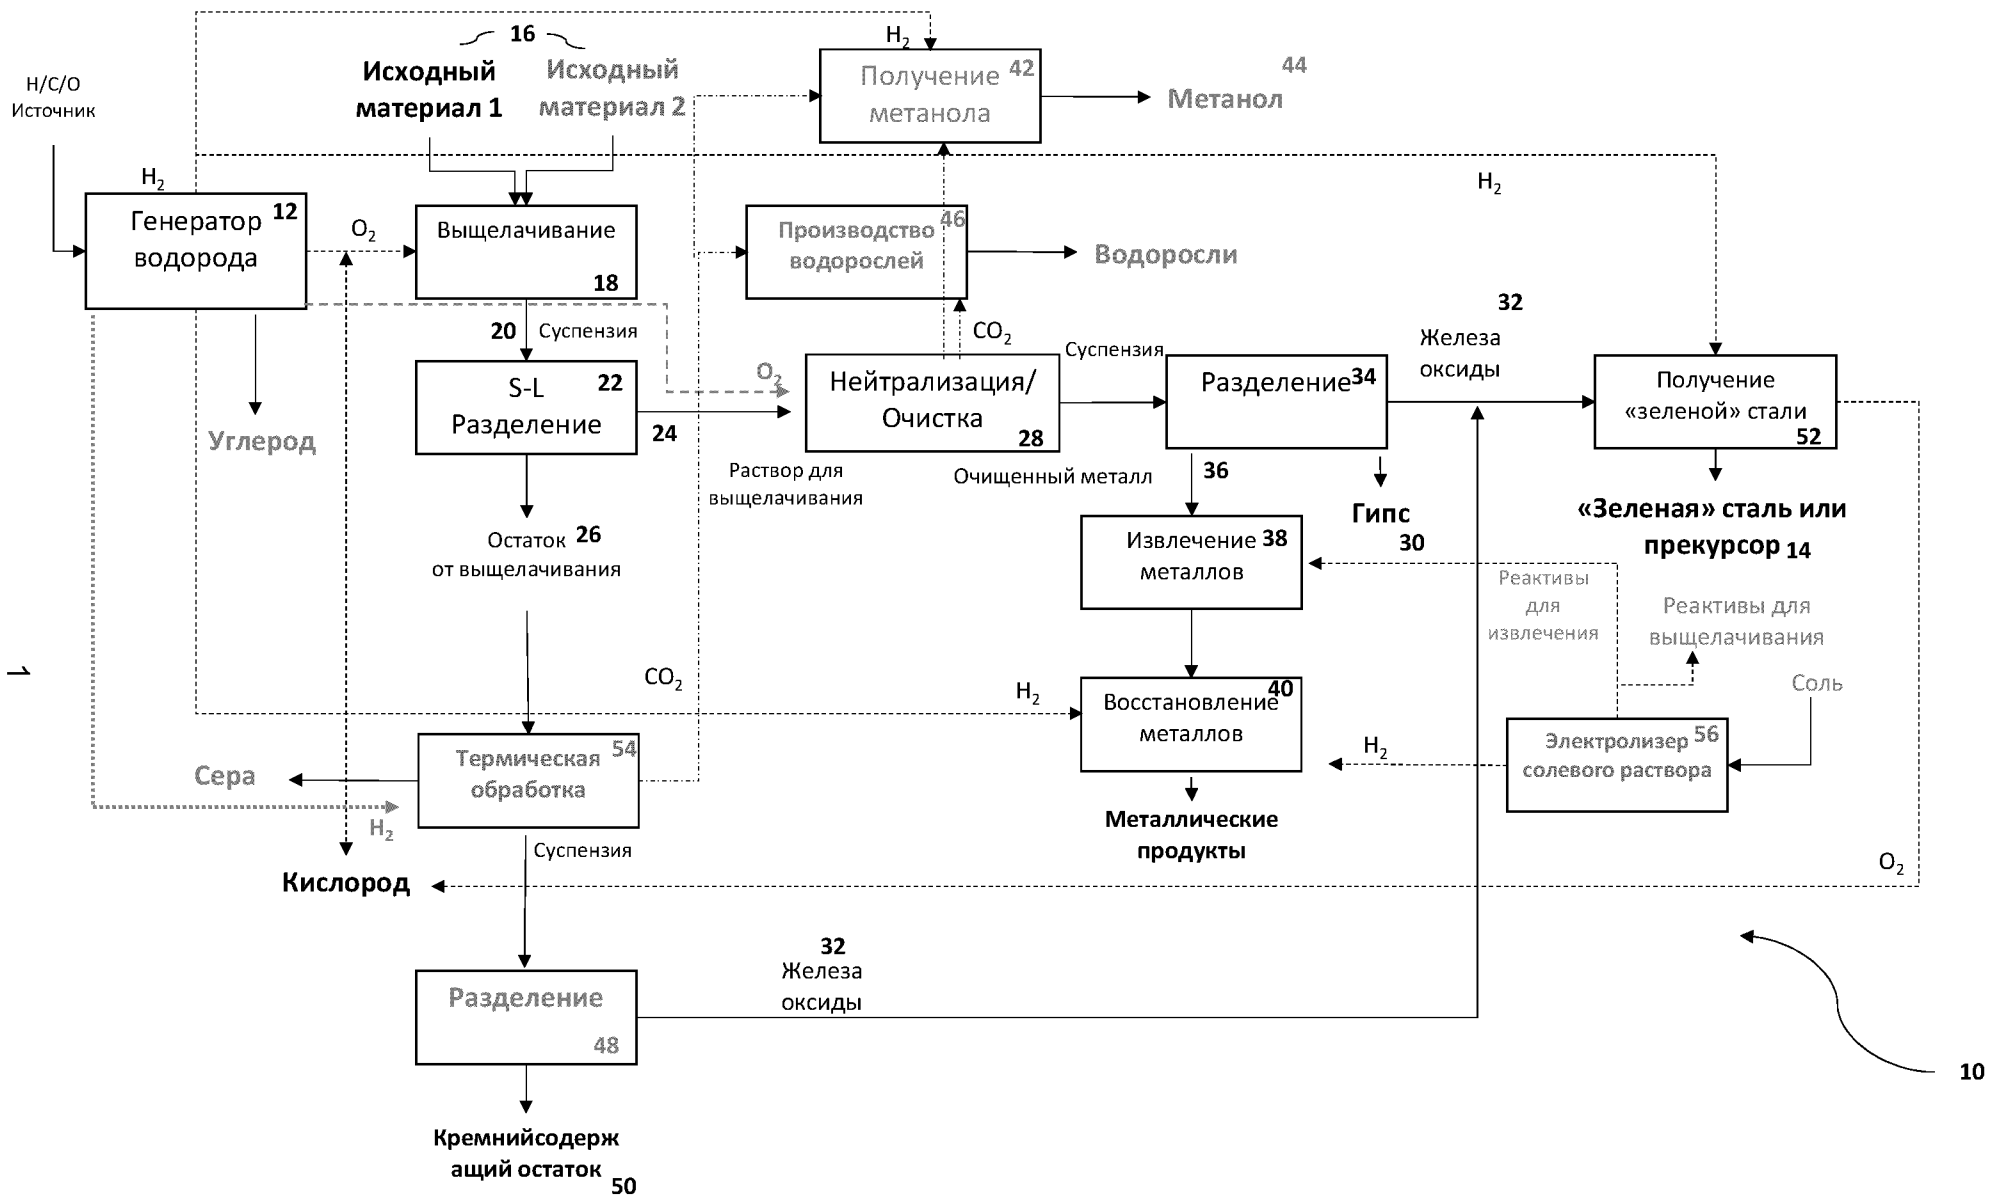 16
H₂
Исходный
материал 1
Исходный
материал 2
Получение 42
метанола
44
Метанол
H/C/O
Источник
H₂
H₂
Генератор 12
водорода
O₂
Выщелачивание
18
Производство 46
водорослей
Водоросли
20 Суспензия
CO₂
Суспензия
32
Железа
оксиды
S-L 22
Разделение
O₂
24
Нейтрализация/
Очистка
28
Разделение 34
Получение
«зеленой» стали
52
Углерод
Раствор для
выщелачивания
Очищенный металл 36
Гипс
30
«Зеленая» сталь или
прекурсор 14
Остаток 26
от выщелачивания
Извлечение 38
металлов
Реактивы
для
извлечения
Реактивы для
выщелачивания
1
CO₂
H₂
Восстановление 40
металлов
Соль
H₂
Электролизер 56
солевого раствора
Сера
Термическая 54
обработка
H₂
Металлические
продукты
Суспензия
Кислород
O₂
32
Железа
оксиды
Разделение
48
10
Кремнийсодерж
ащий остаток
50